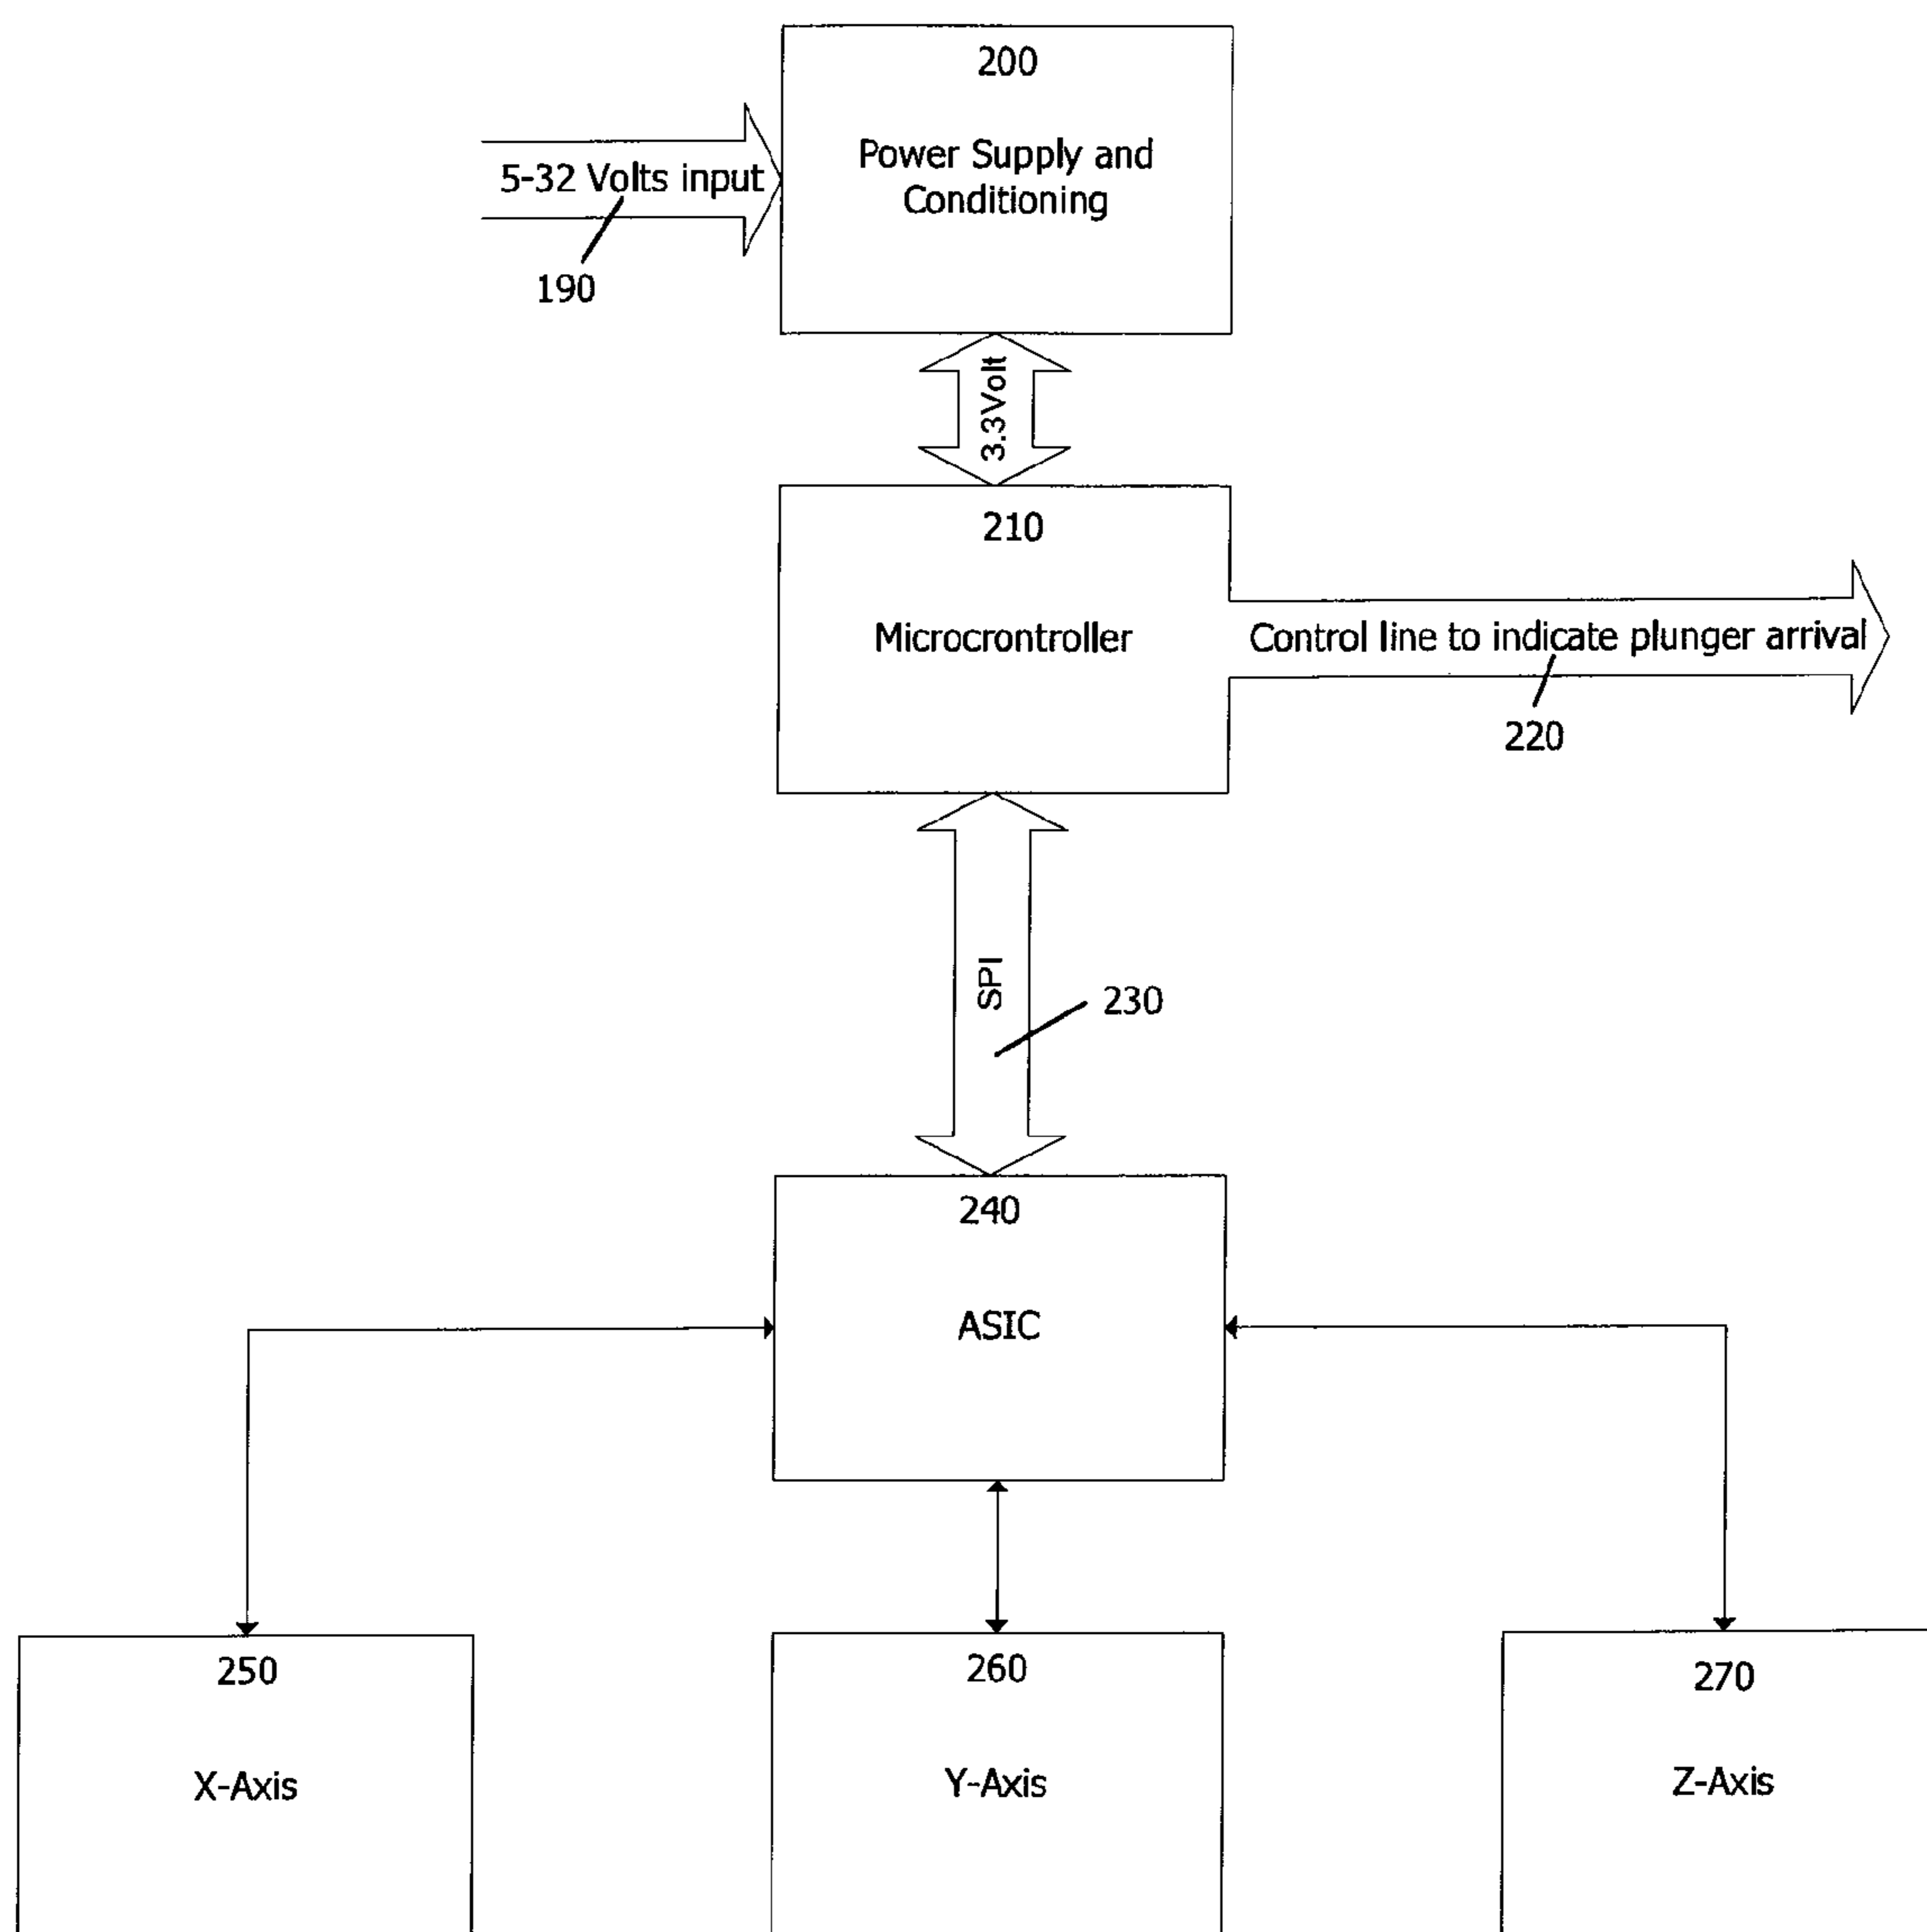 200
Power Supply and
Conditioning
5-32 Volts input
190
3.3Volt
210
Microcrontroller
Control line to indicate plunger arrival
220
SPI
230
240
ASIC
250
X-Axis
260
Y-Axis
270
Z-Axis